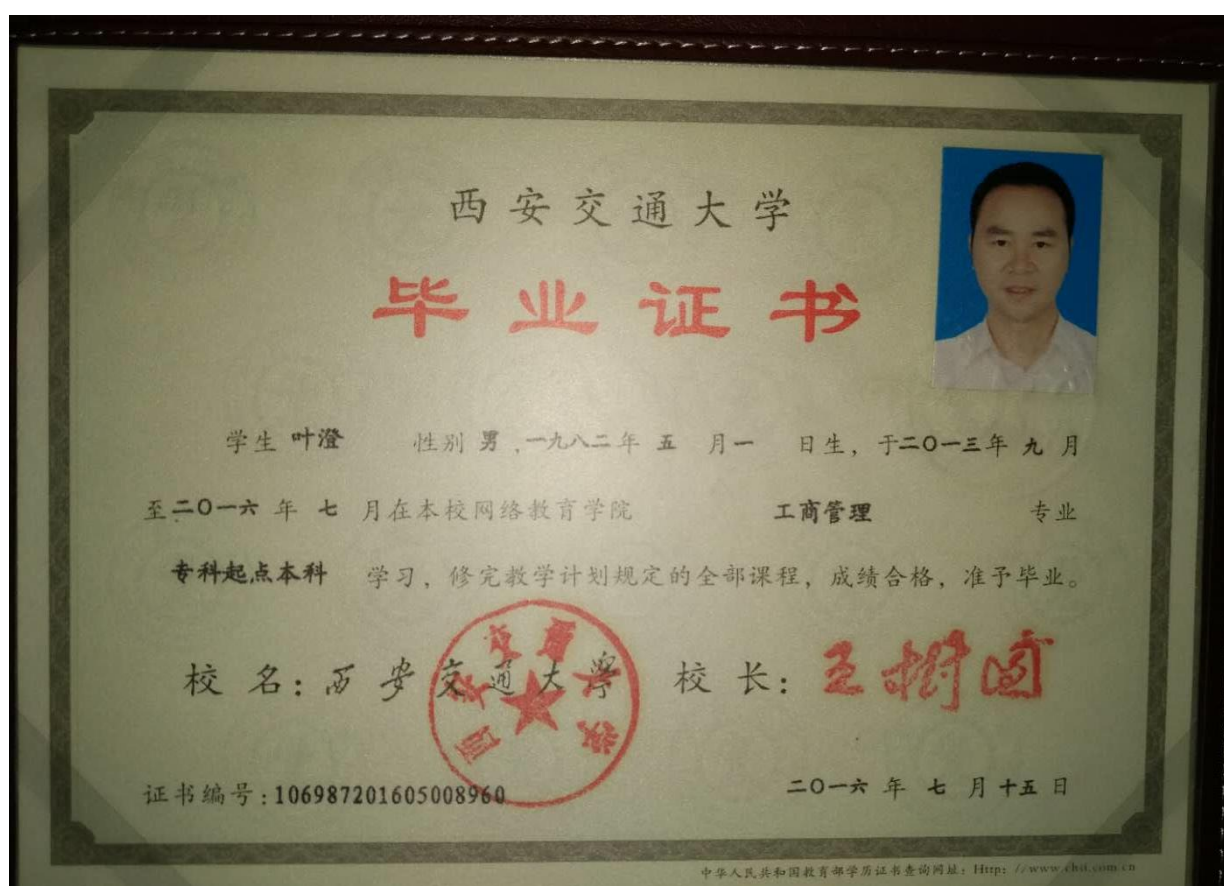 西安交通大学
毕业证书
学生 叶澄 性别 男，一九八二年 五 月一 日生，于二〇一三年 九 月
至二〇一六 年 七 月在本校网络教育学院 工商管理 专业
专科起点本科 学习，修完教学计划规定的全部课程，成绩合格，准予毕业。
校 名：西安交通大学 校 长：王树国
西安交通大学
证书编号：106987201605008960 二〇一六 年 七 月 十五 日
中华人民共和国教育部学历证书查询网址：Http：//www.chsi.com.cn